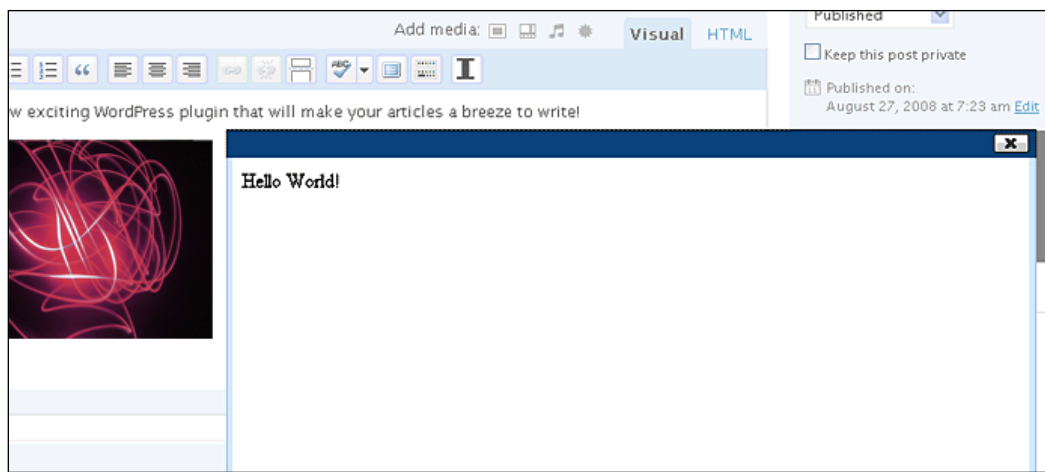 Published
Add media:
Visual
HTML
Keep this post private
ABC
Published on:
August 27, 2008 at 7:23 am Edit
w exciting WordPress plugin that will make your articles a breeze to write!
Hello World!